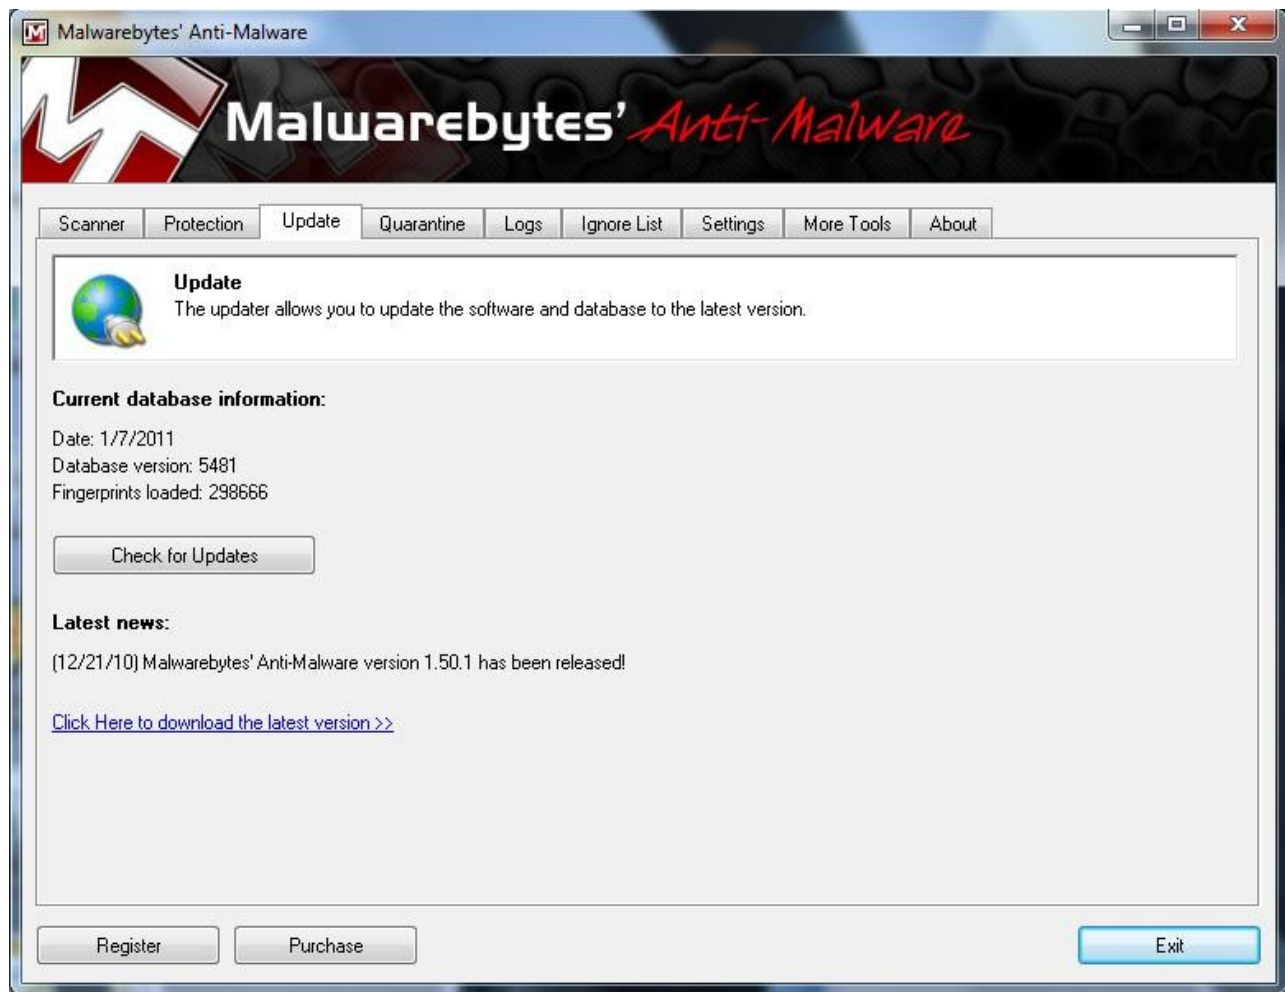 Malwarebytes' Anti-Malware
Malwarebytes' Anti-Malware
Scanner Protection Update Quarantine Logs Ignore List Settings More Tools About
Update
The updater allows you to update the software and database to the latest version.
Current database information:
Date: 1/7/2011
Database version: 5481
Fingerprints loaded: 298666
Check for Updates
Latest news:
(12/21/10) Malwarebytes' Anti-Malware version 1.50.1 has been released!
Click Here to download the latest version >>
Register Purchase Exit